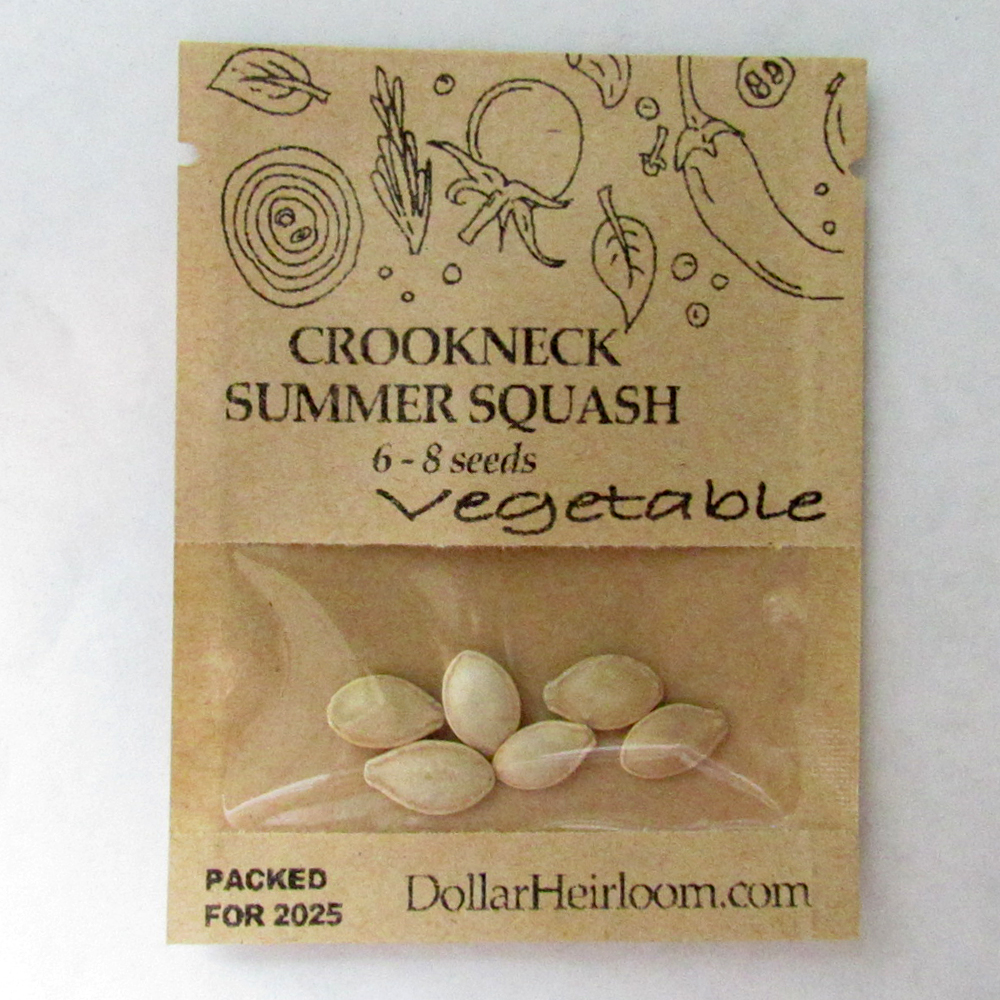 CROOKNECK
SUMMER SQUASH
6 - 8 seeds
vegetable
PACKED
FOR 2025
DollarHeirloom.com